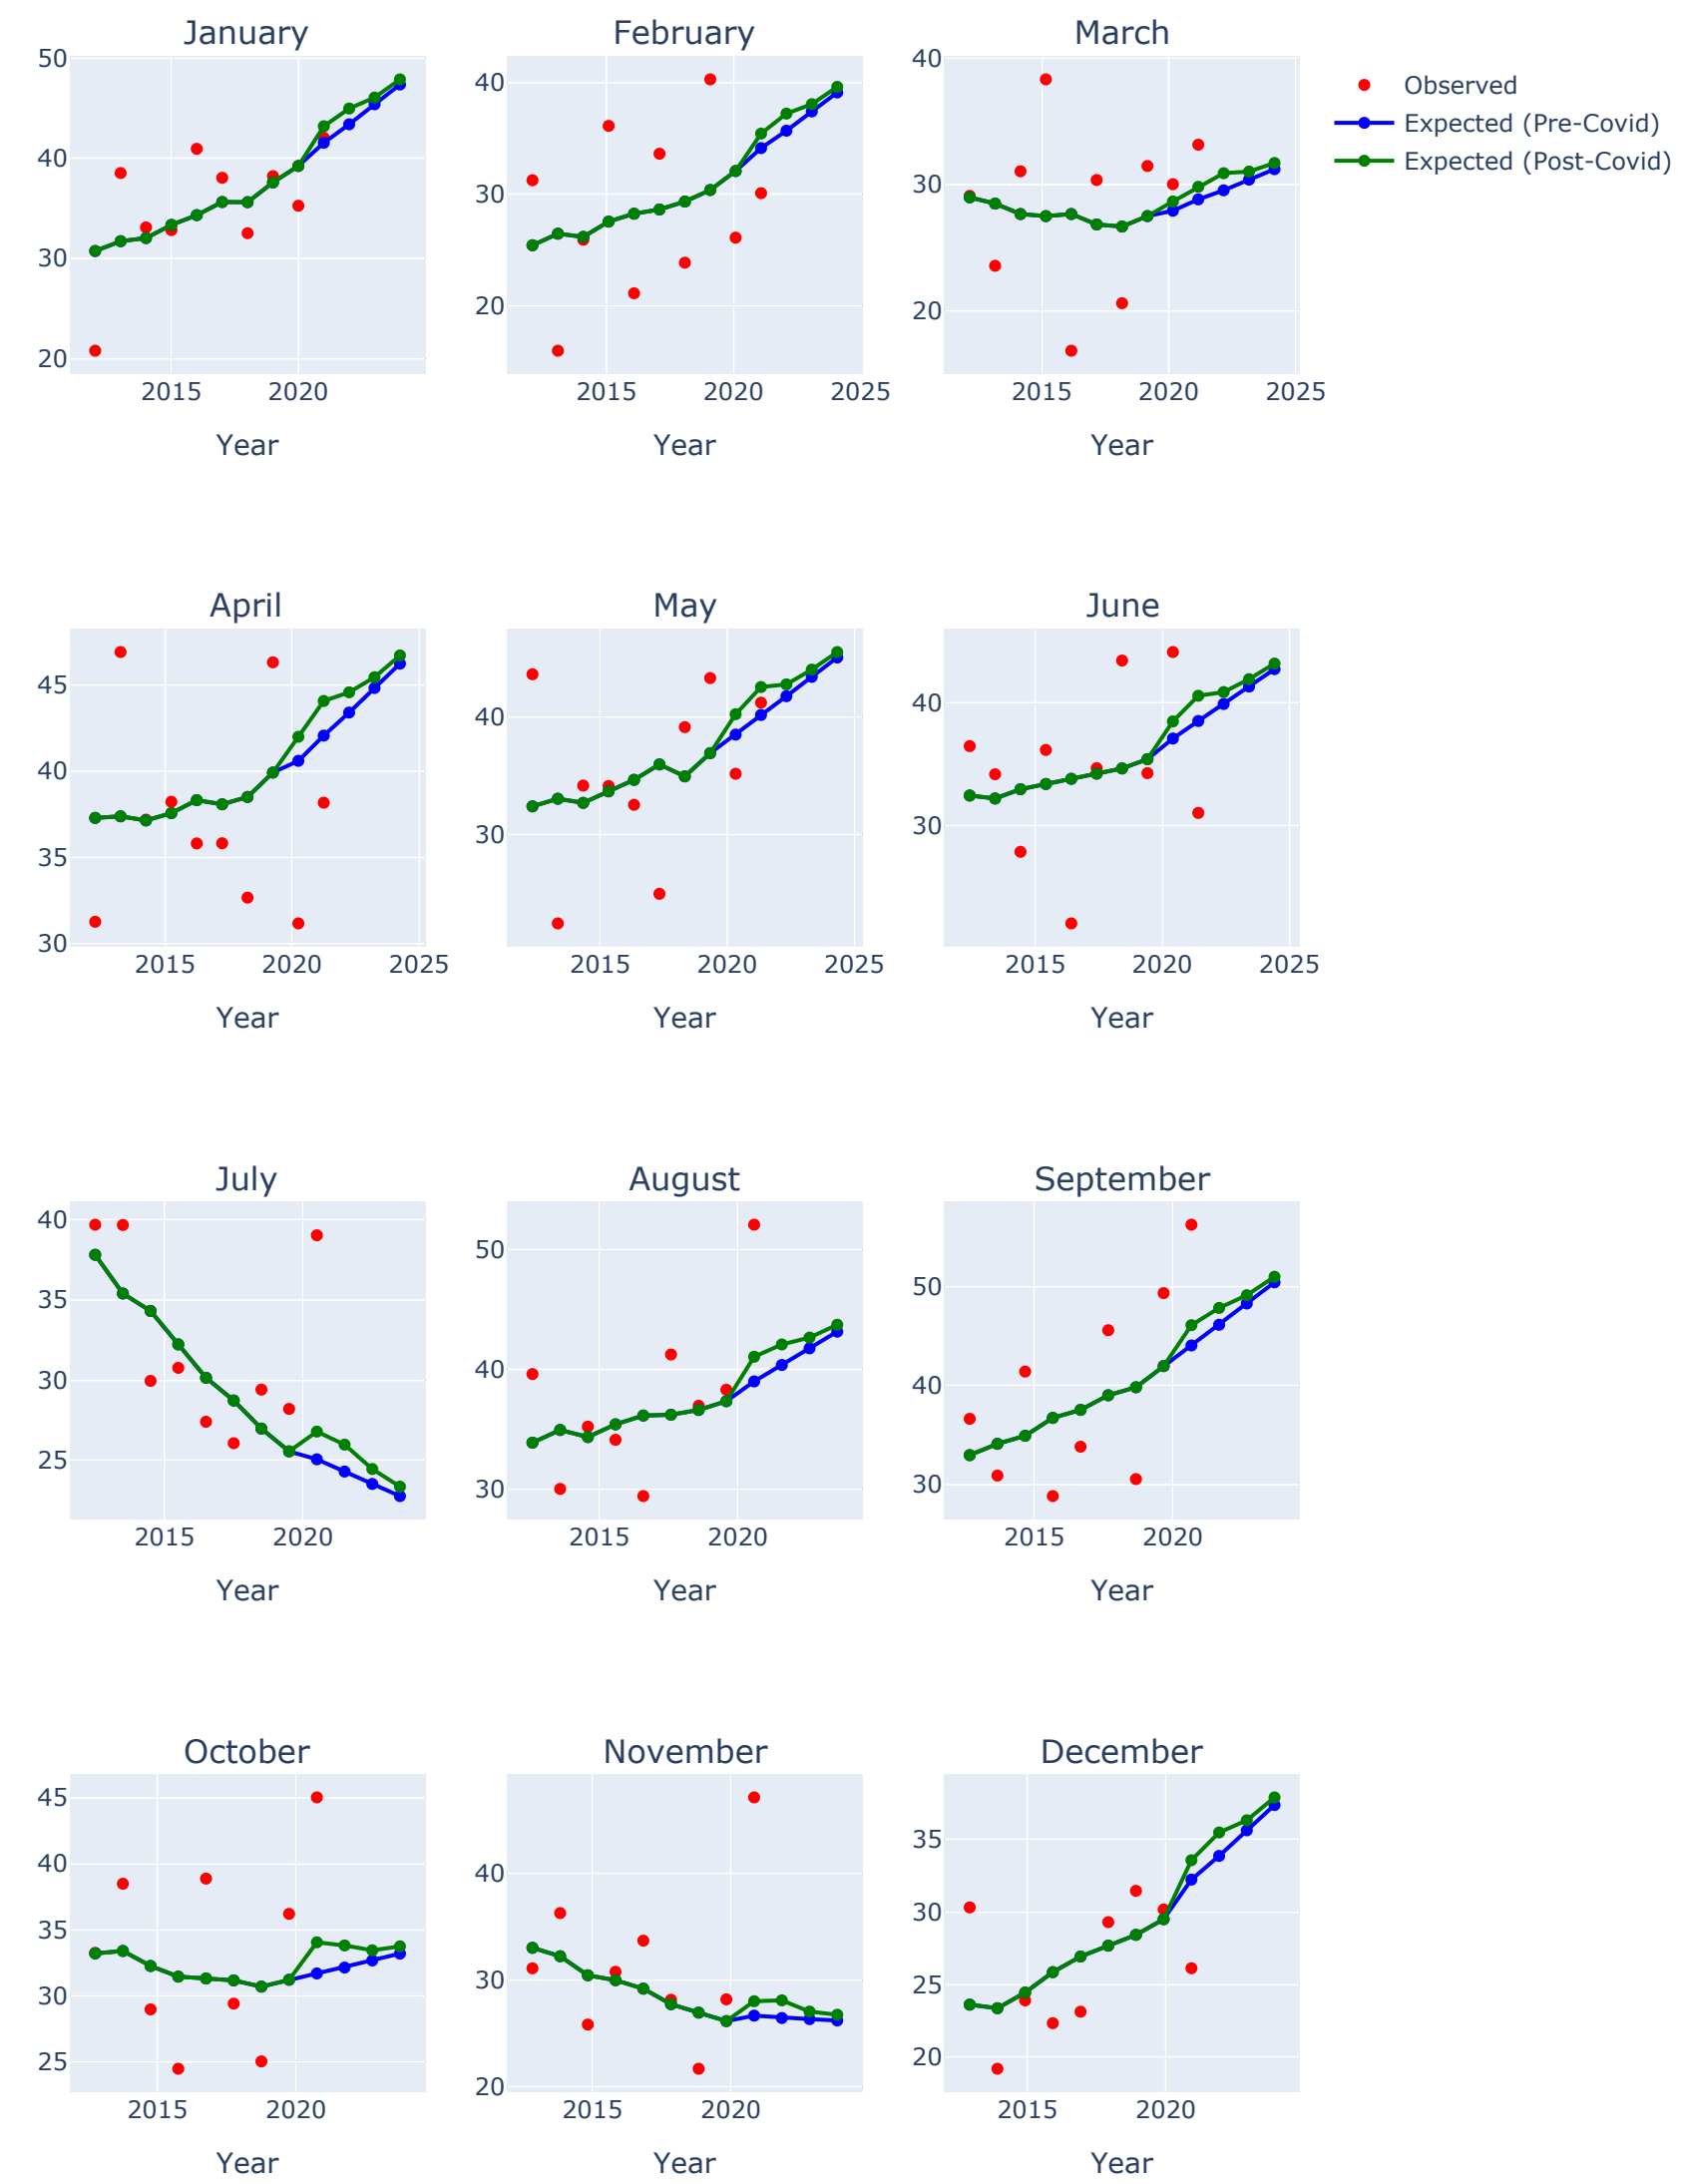 January
February
March
50
40
30
20
2015
2020
Year
40
30
20
2015
2020
2025
Year
40
30
20
2015
2020
2025
Year
Observed
Expected (Pre-Covid)
Expected (Post-Covid)
April
May
June
45
40
35
30
2015
2020
2025
Year
40
30
2015
2020
2025
Year
40
30
2015
2020
2025
Year
July
August
September
40
35
30
25
2015
2020
Year
50
40
30
2015
2020
Year
50
40
30
2015
2020
Year
October
November
December
45
40
35
30
25
2015
2020
Year
40
30
20
2015
2020
Year
35
30
25
20
2015
2020
Year